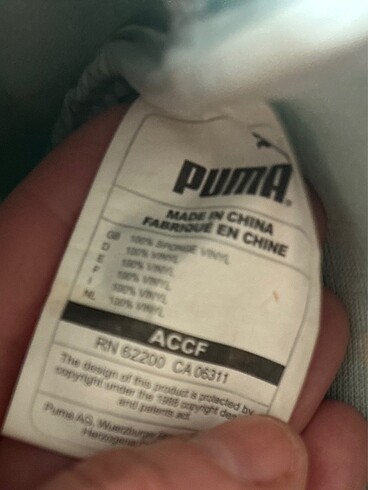 PUMA®
MADE IN CHINA
FABRIQUÉ EN CHINE
GB 100% VINYL
D 100% VINYL
E 100% VINYL
F 100% VINYL
I 100% VINYL
NL 100% VINYL
ACCF
RN 62200 CA 06311
The design of this product is protected by
copyright under the 1988 copyright
and patents act.
Puma AG, Wuerzburger